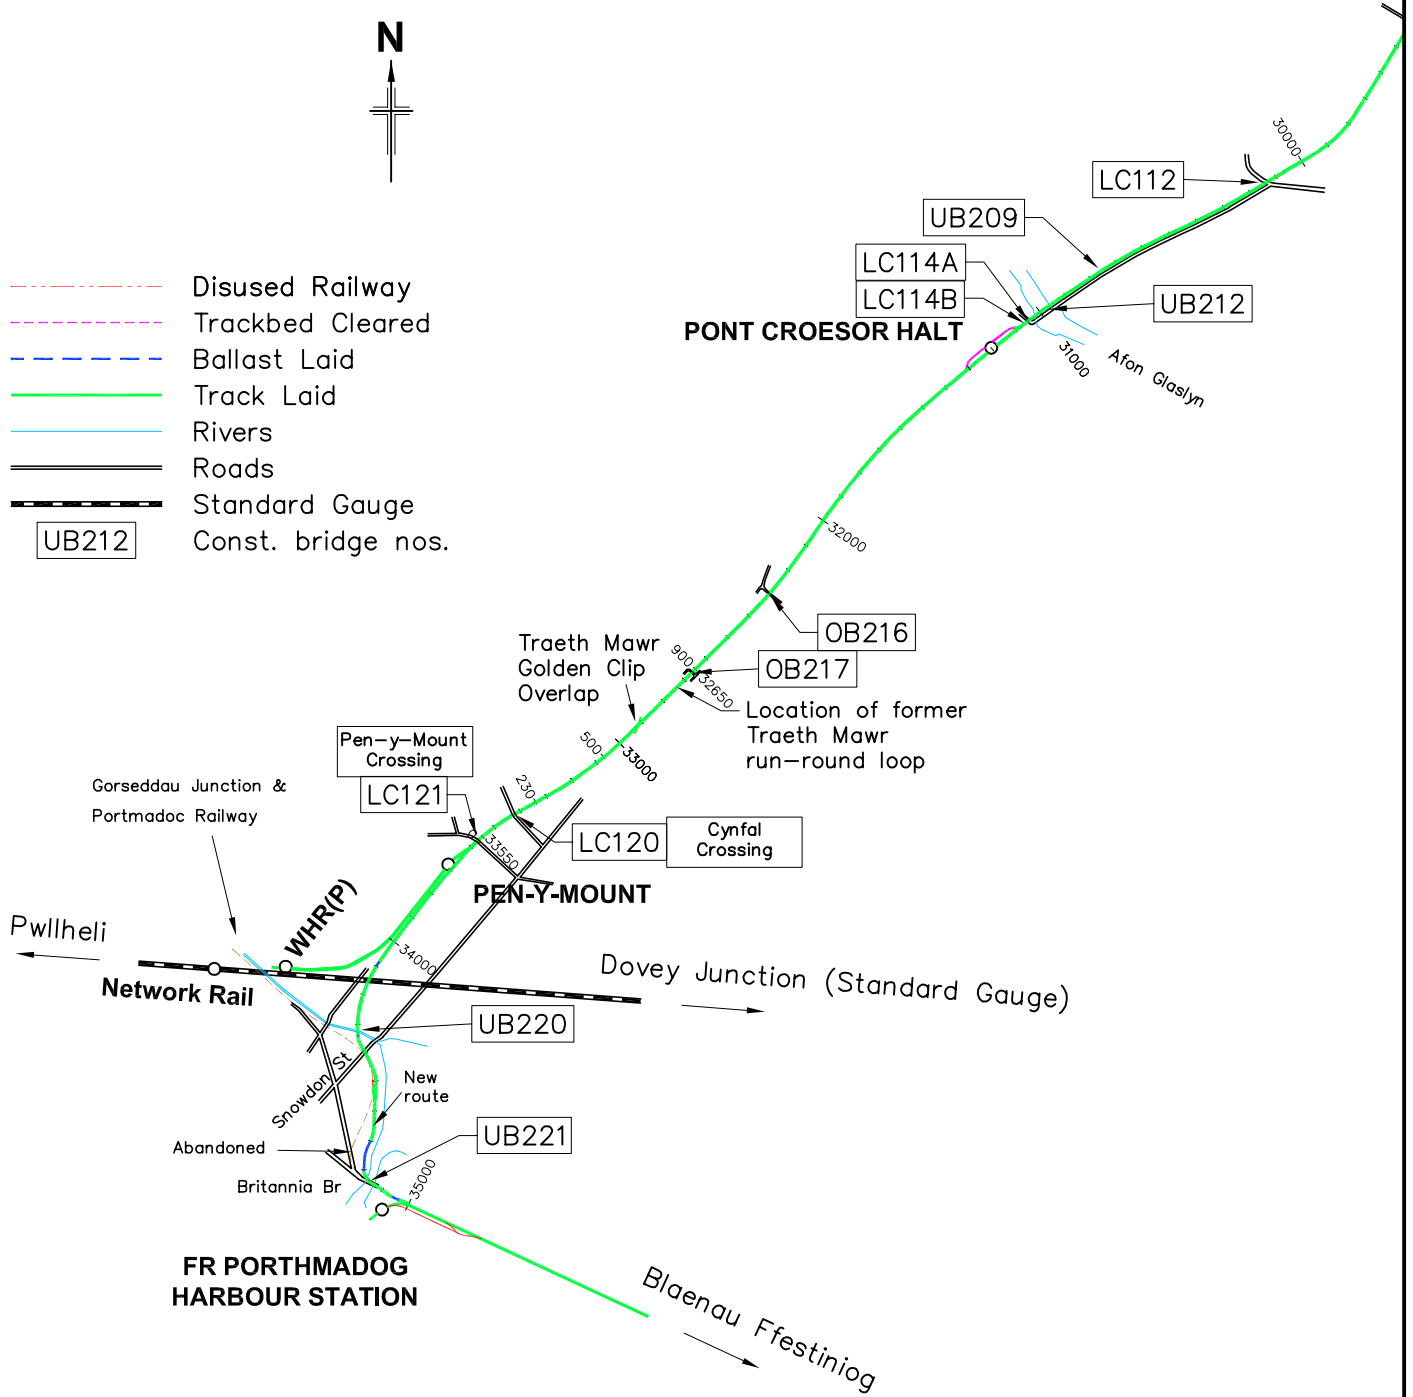 N
30000
LC112
UB209
LC114A
LC114B
UB212
PONT CROESOR HALT
31000
Afon Glaslyn
Disused Railway
Trackbed Cleared
Ballast Laid
Track Laid
Rivers
Roads
Standard Gauge
UB212 Const. bridge nos.
32000
OB216
OB217
900
32650
Traeth Mawr
Golden Clip
Overlap
Location of former
Traeth Mawr
run-round loop
500
33000
Pen-y-Mount
Crossing
LC121
230
LC120
Cynfal
Crossing
33550
Gorseddau Junction &
Portmadoc Railway
PEN-Y-MOUNT
WHR(P)
34000
Pwllheli
Network Rail
Dovey Junction (Standard Gauge)
UB220
Snowdon St
New
route
UB221
Abandoned
Britannia Br
35000
FR PORTHMADOG
HARBOUR STATION
Blaenau Ffestiniog